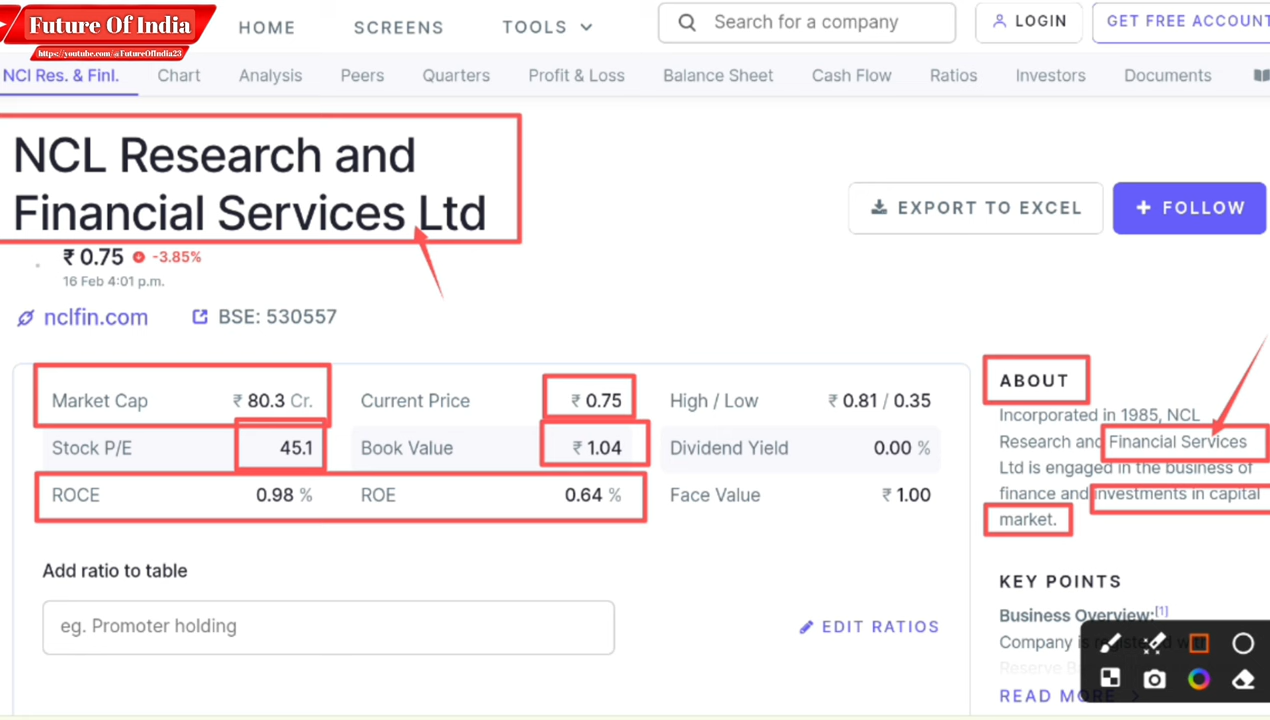 Future Of India
https://youtube.com/@FutureOfIndia23
HOME
SCREENS
TOOLS
Search for a company
LOGIN
GET FREE ACCOUNT
NCl Res. & Finl.
Chart
Analysis
Peers
Quarters
Profit & Loss
Balance Sheet
Cash Flow
Ratios
Investors
Documents
NCL Research and
Financial Services Ltd
EXPORT TO EXCEL
+ FOLLOW
₹ 0.75 -3.85%
16 Feb 4:01 p.m.
nclfin.com
BSE: 530557
Market Cap ₹ 80.3 Cr.
Current Price ₹ 0.75
High / Low ₹ 0.81 / 0.35
Stock P/E 45.1
Book Value ₹ 1.04
Dividend Yield 0.00 %
ROCE 0.98 %
ROE 0.64 %
Face Value ₹ 1.00
Add ratio to table
eg. Promoter holding
EDIT RATIOS
ABOUT
Incorporated in 1985, NCL
Research and Financial Services
Ltd is engaged in the business of
finance and investments in capital
market.
KEY POINTS
Business Overview:[1]
Company is registered with
Reserve
READ MORE